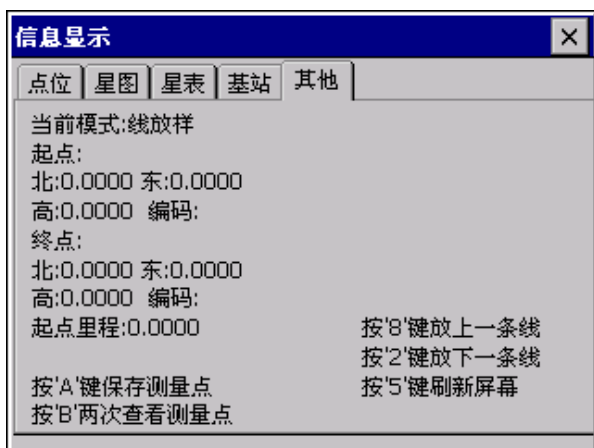 信息显示
点位 星图 星表 基站 其他
当前模式:线放样
起点:
北:0.0000 东:0.0000
高:0.0000 编码:
终点:
北:0.0000 东:0.0000
高:0.0000 编码:
起点里程:0.0000 按'8'键放上一条线
按'2'键放下一条线
按'A'键保存测量点 按'5'键刷新屏幕
按'B'两次查看测量点